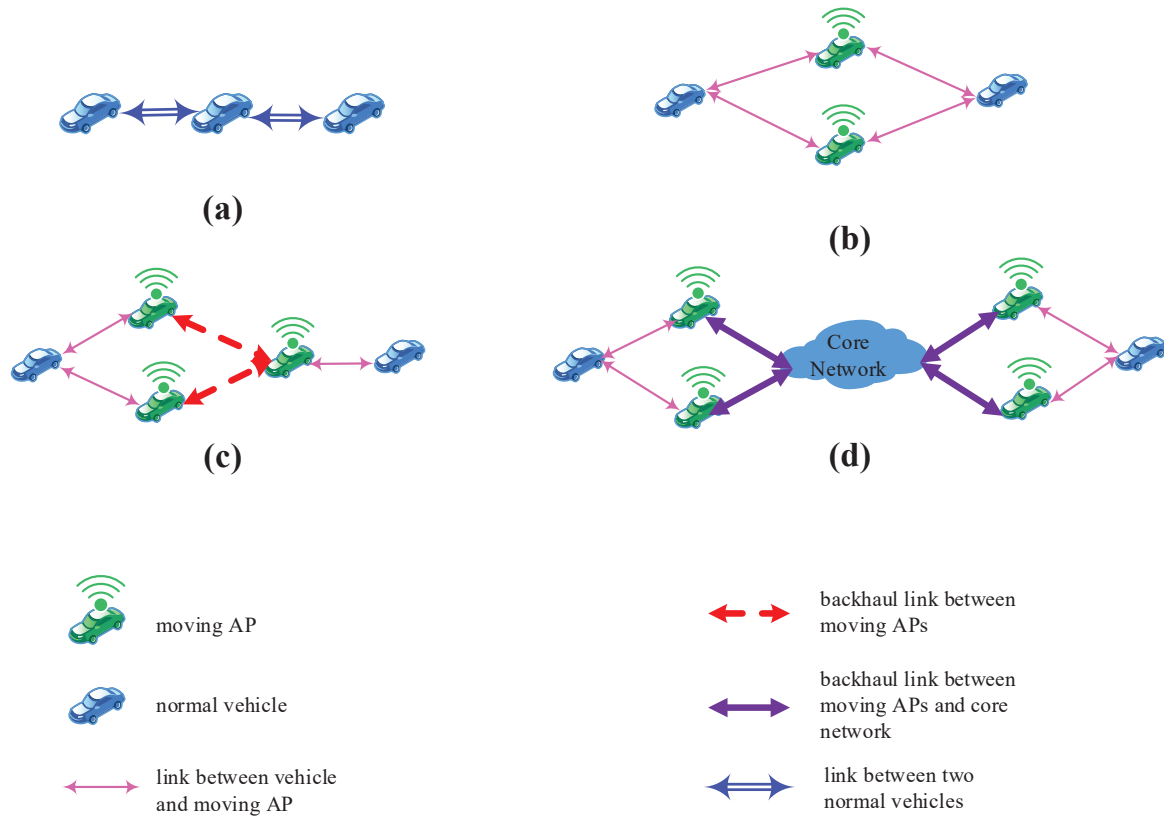 (a)
(b)
Core
Network
(c)
(d)
moving AP
normal vehicle
link between vehicle
and moving AP
backhaul link between
moving APs
backhaul link between
moving APs and core
network
link between two
normal vehicles